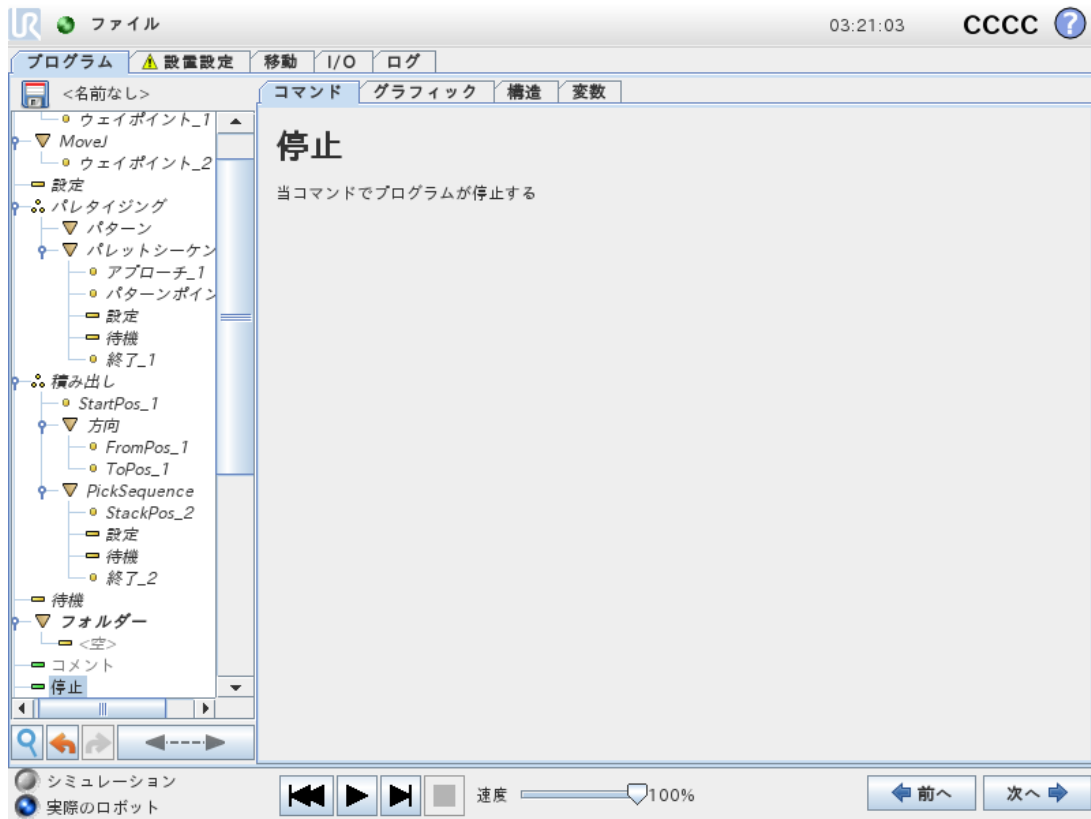 UR ファイル 03:21:03 CCCC ?
プログラム 設置設定 移動 I/O ログ
<名前なし> コマンド グラフィック 構造 変数
ウェイポイント_1
MoveJ
ウェイポイント_2
設定
パレタイジング
パターン
パレットシーケン
アプローチ_1
パターンポイン
設定
待機
終了_1
積み出し
StartPos_1
方向
FromPos_1
ToPos_1
PickSequence
StackPos_2
設定
待機
終了_2
待機
フォルダー
<空>
コメント
停止
停止
当コマンドでプログラムが停止する
シミュレーション
実際のロボット
速度 100%
前へ 次へ